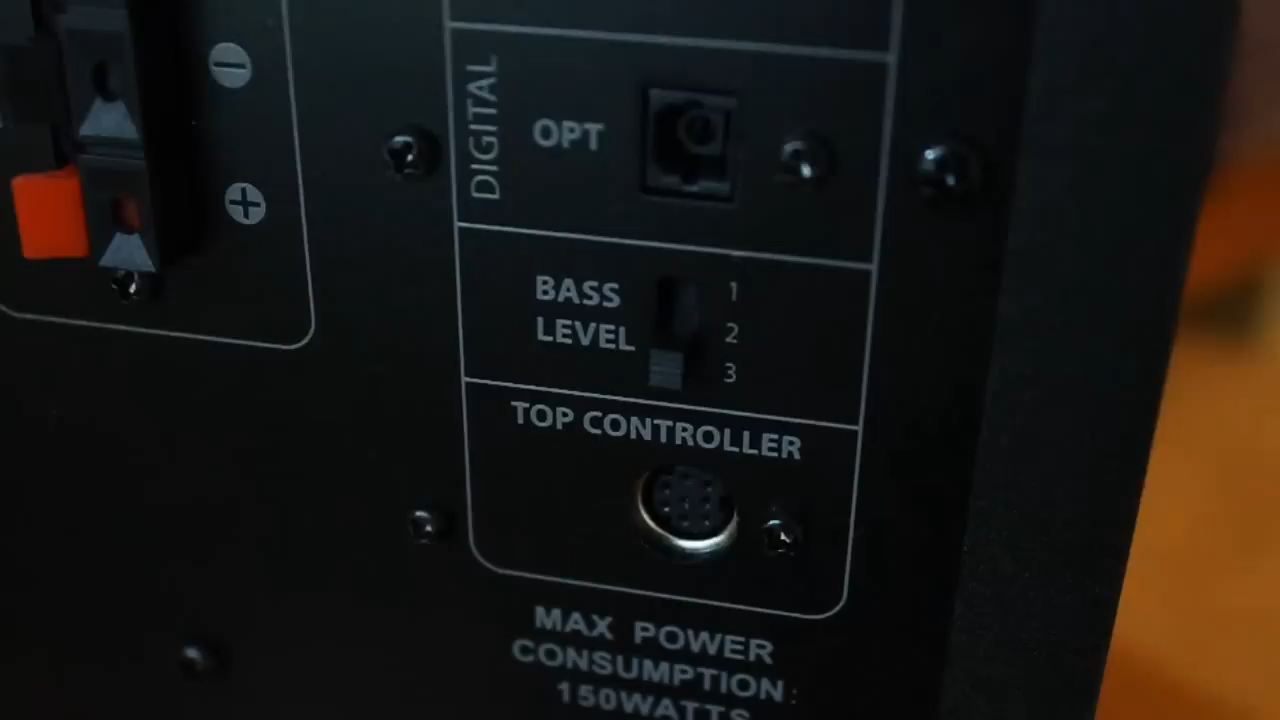 −
+
DIGITAL
OPT
BASS
LEVEL
1
2
3
TOP CONTROLLER
MAX POWER
CONSUMPTION:
150WATTS